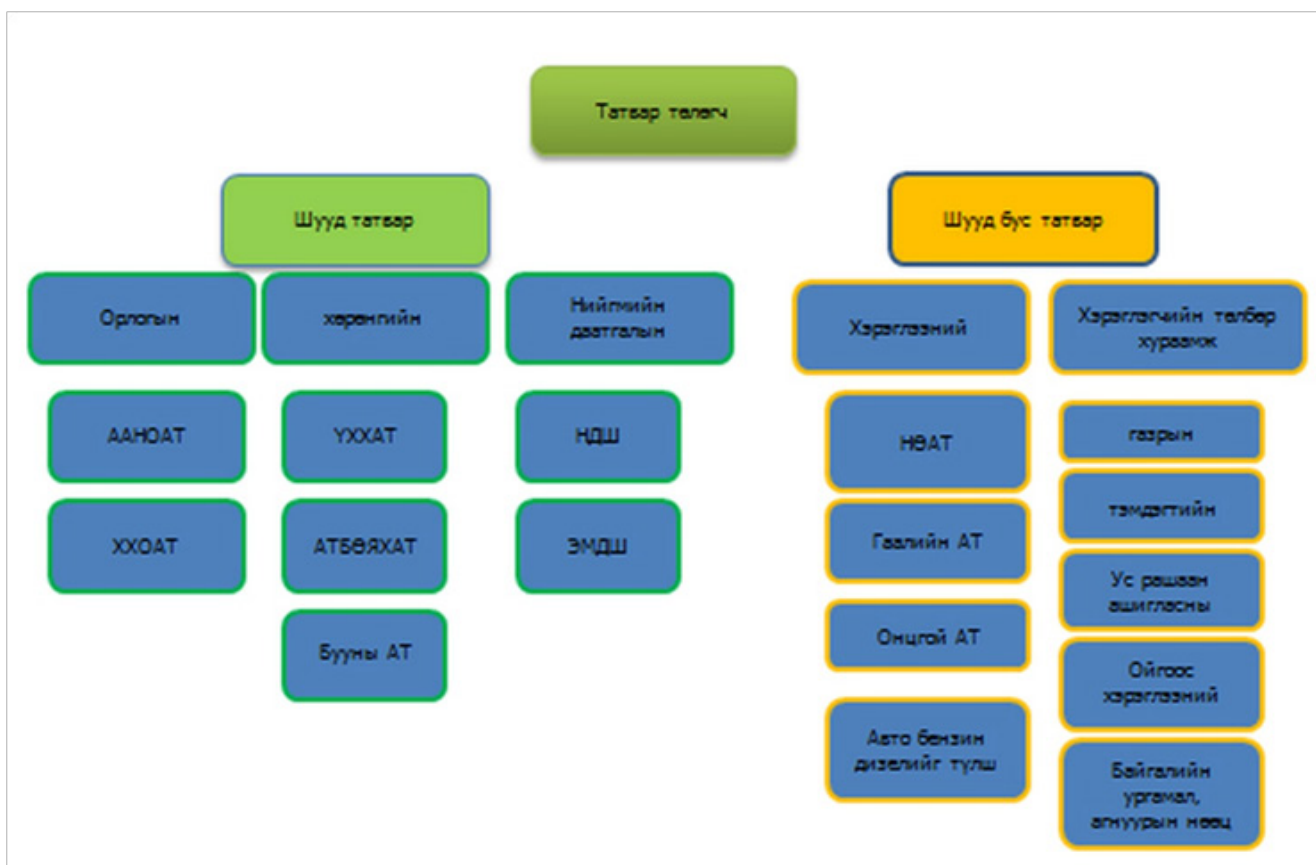 Татвар төлөгч
Шууд татвар
Шууд бус татвар
Орлогын
хөрөнгийн
Нийгмийн
даатгалын
Хэрэглээний
Хэрэглэгчийн төлбөр
хураамж
ААНОАТ
ҮХХАТ
НДШ
НӨАТ
газрын
ХХОАТ
АТБӨЯХАТ
ЭМДШ
Гаалийн АТ
тэмдэгтийн
Бууны АТ
Онцгой АТ
Ус рашаан
ашигласны
Авто бензин
дизелийг түлш
Ойгоос
хэрэглээний
Байгалийн
ургамал,
агнуурын нөөц